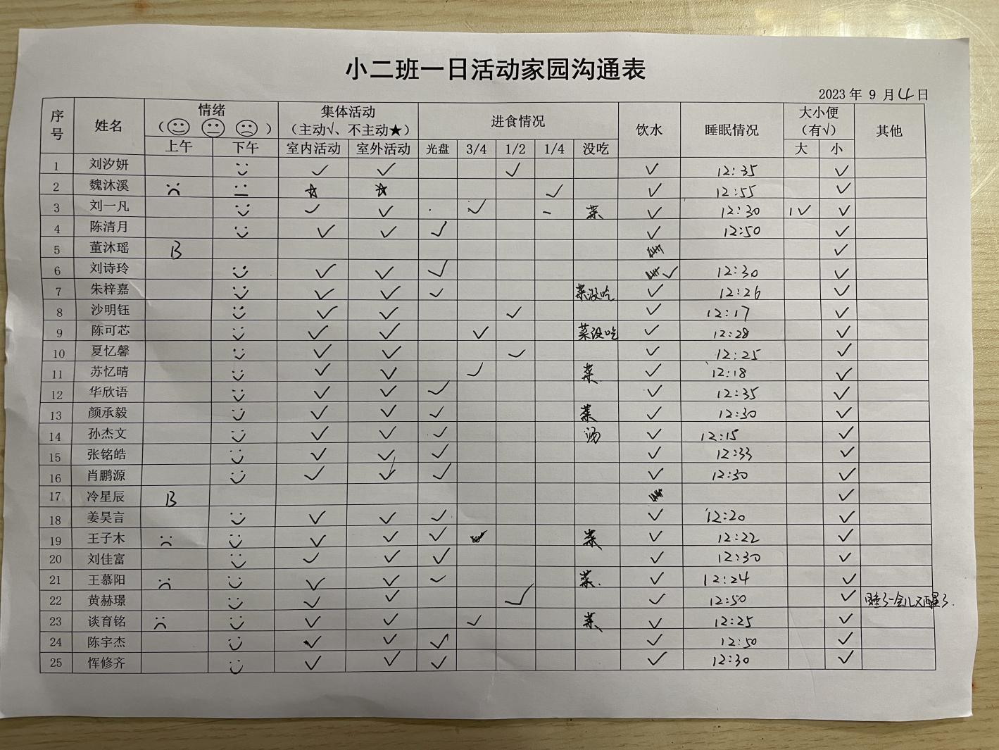 小二班一日活动家园沟通表
2023 年 9 月 4 日
序号 姓名 情绪 ( ) 集体活动 (主动√、不主动★) 进食情况 饮水 睡眠情况 大小便 (有√) 其他
上午 下午 室内活动 室外活动 光盘 3/4 1/2 1/4 没吃 大 小
1 刘汐妍 ✓ ✓ ✓ ✓ 12:35 ✓
2 魏沐溪 ☆ ☆ ✓ ✓ 12:55 ✓
3 刘一凡 ✓ ✓ ✓ 菜 ✓ 12:30 1✓ ✓
4 陈清月 ✓ ✓ ✓ ✓ 12:50 ✓
5 董沐瑶 B ✓
6 刘诗玲 ✓ ✓ ✓ ✓ 12:30 ✓
7 朱梓嘉 ✓ ✓ ✓ 菜没吃 ✓ 12:26 ✓
8 沙明钰 ✓ ✓ ✓ ✓ 12:17 ✓
9 陈可芯 ✓ ✓ ✓ 菜没吃 ✓ 12:28 ✓
10 夏忆馨 ✓ ✓ ✓ ✓ 12:25 ✓
11 苏忆晴 ✓ ✓ ✓ 菜 ✓ 12:18 ✓
12 华欣语 ✓ ✓ ✓ ✓ 12:35 ✓
13 颜承毅 ✓ ✓ ✓ 菜 ✓ 12:30 ✓
14 孙杰文 ✓ ✓ ✓ 汤 ✓ 12:15 ✓
15 张铭皓 ✓ ✓ ✓ ✓ 12:33 ✓
16 肖鹏源 ✓ ✓ ✓ ✓ 12:30 ✓
17 冷星辰 B ✓
18 姜昊言 ✓ ✓ ✓ ✓ 12:20 ✓
19 王子木 ✓ ✓ ✓ 菜 ✓ 12:22 ✓
20 刘佳富 ✓ ✓ ✓ ✓ 12:30 ✓
21 王慕阳 ✓ ✓ ✓ 菜. ✓ 12:24 ✓
22 黄赫璟 ✓ ✓ ✓ ✓ 12:50 ✓ 睡了一会儿又醒了.
23 谈育铭 ✓ ✓ ✓ 菜 ✓ 12:25 ✓
24 陈宇杰 ✓ ✓ ✓ ✓ 12:50 ✓
25 恽修齐 ✓ ✓ ✓ ✓ 12:30 ✓